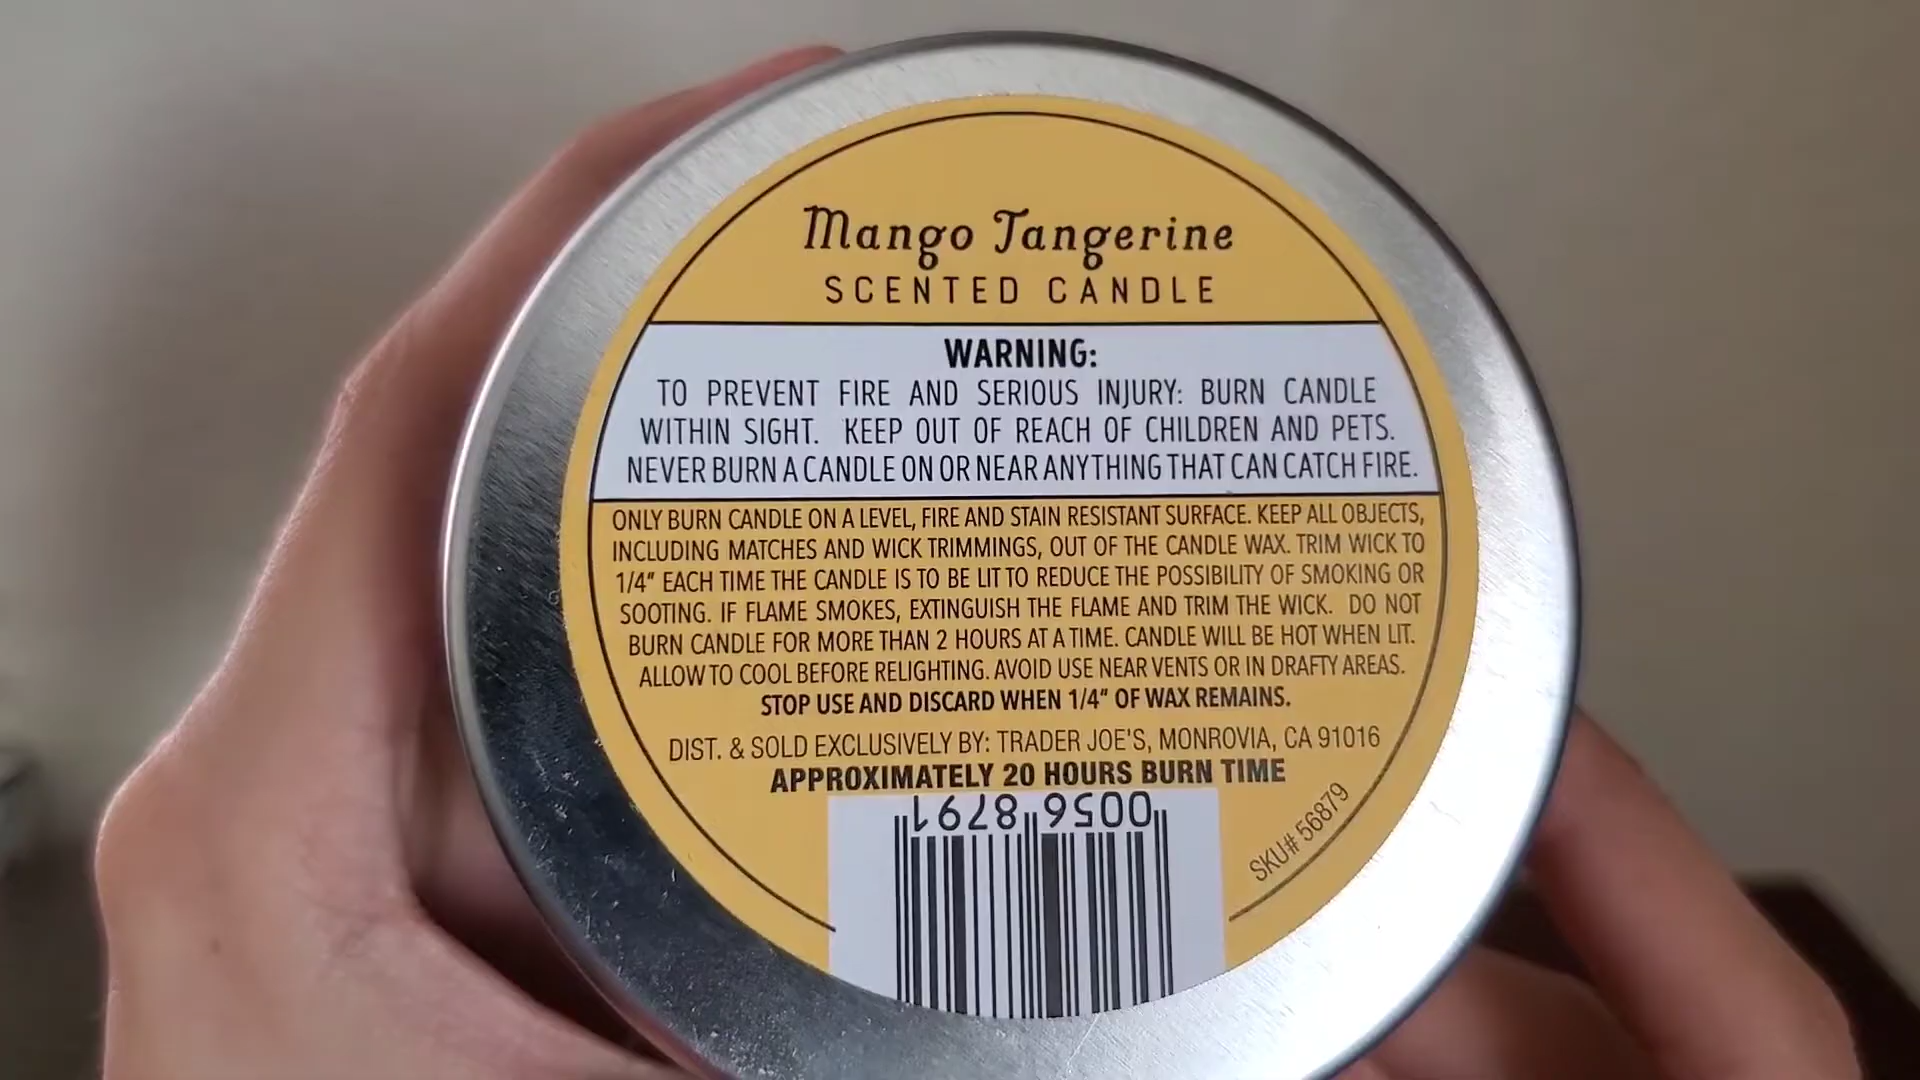 Mango Tangerine
SCENTED CANDLE
WARNING:
TO PREVENT FIRE AND SERIOUS INJURY: BURN CANDLE
WITHIN SIGHT. KEEP OUT OF REACH OF CHILDREN AND PETS.
NEVER BURN A CANDLE ON OR NEAR ANYTHING THAT CAN CATCH FIRE.
ONLY BURN CANDLE ON A LEVEL, FIRE AND STAIN RESISTANT SURFACE. KEEP ALL OBJECTS,
INCLUDING MATCHES AND WICK TRIMMINGS, OUT OF THE CANDLE WAX. TRIM WICK TO
1/4" EACH TIME THE CANDLE IS TO BE LIT TO REDUCE THE POSSIBILITY OF SMOKING OR
SOOTING. IF FLAME SMOKES, EXTINGUISH THE FLAME AND TRIM THE WICK. DO NOT
BURN CANDLE FOR MORE THAN 2 HOURS AT A TIME. CANDLE WILL BE HOT WHEN LIT.
ALLOW TO COOL BEFORE RELIGHTING. AVOID USE NEAR VENTS OR IN DRAFTY AREAS.
STOP USE AND DISCARD WHEN 1/4" OF WAX REMAINS.
DIST. & SOLD EXCLUSIVELY BY: TRADER JOE'S, MONROVIA, CA 91016
APPROXIMATELY 20 HOURS BURN TIME
0056 8791
SKU# 56879